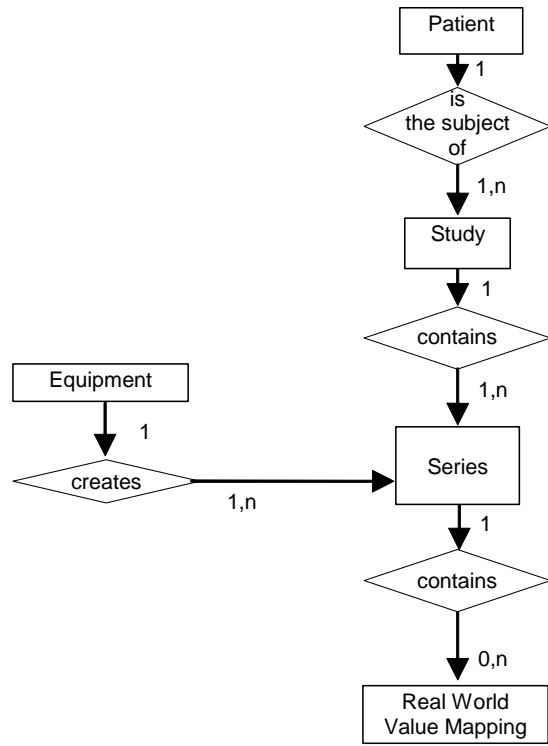 Patient
1
is
the subject
of
1,n
Study
1
contains
1,n
Equipment
1
creates
1,n
Series
1
contains
0,n
Real World
Value Mapping